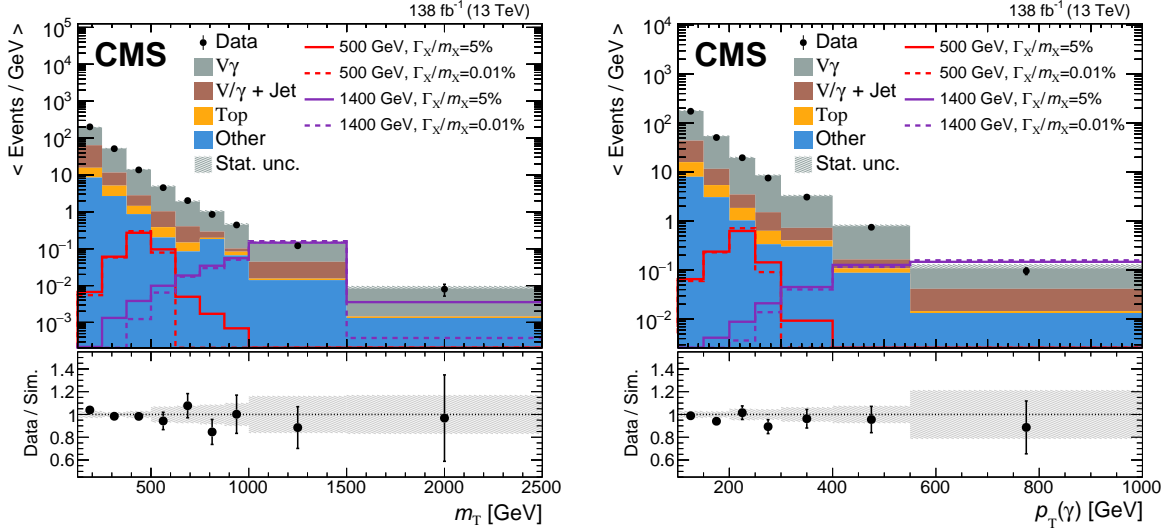 138 fb⁻¹ (13 TeV)
CMS
Data
Vγ
V/γ + Jet
Top
Other
Stat. unc.
500 GeV, Γ_X/m_X=5%
500 GeV, Γ_X/m_X=0.01%
1400 GeV, Γ_X/m_X=5%
1400 GeV, Γ_X/m_X=0.01%
< Events / GeV >
10⁵
10⁴
10³
10²
10
1
10⁻¹
10⁻²
10⁻³
Data / Sim.
1.4
1.2
1
0.8
0.6
500 1000 1500 2000 2500
m_T [GeV]
138 fb⁻¹ (13 TeV)
CMS
Data
Vγ
V/γ + Jet
Top
Other
Stat. unc.
500 GeV, Γ_X/m_X=5%
500 GeV, Γ_X/m_X=0.01%
1400 GeV, Γ_X/m_X=5%
1400 GeV, Γ_X/m_X=0.01%
< Events / GeV >
10⁴
10³
10²
10
1
10⁻¹
10⁻²
Data / Sim.
1.4
1.2
1
0.8
0.6
200 400 600 800 1000
p_T(γ) [GeV]